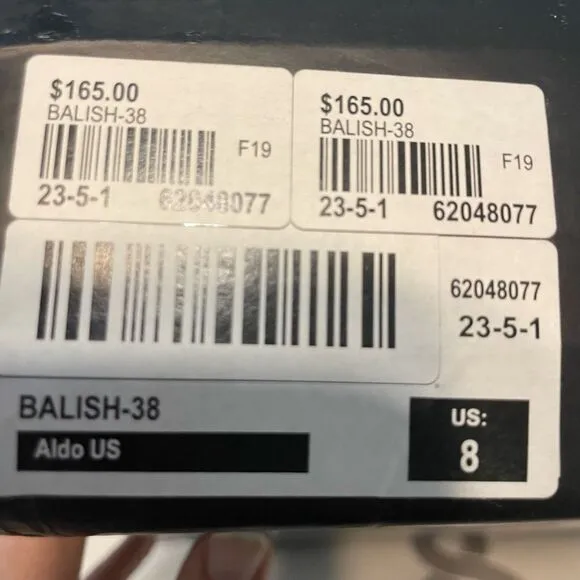 $165.00
BALISH-38
F19
23-5-1 62048077
$165.00
BALISH-38
F19
23-5-1 62048077
62048077
23-5-1
BALISH-38
Aldo US
US:
8